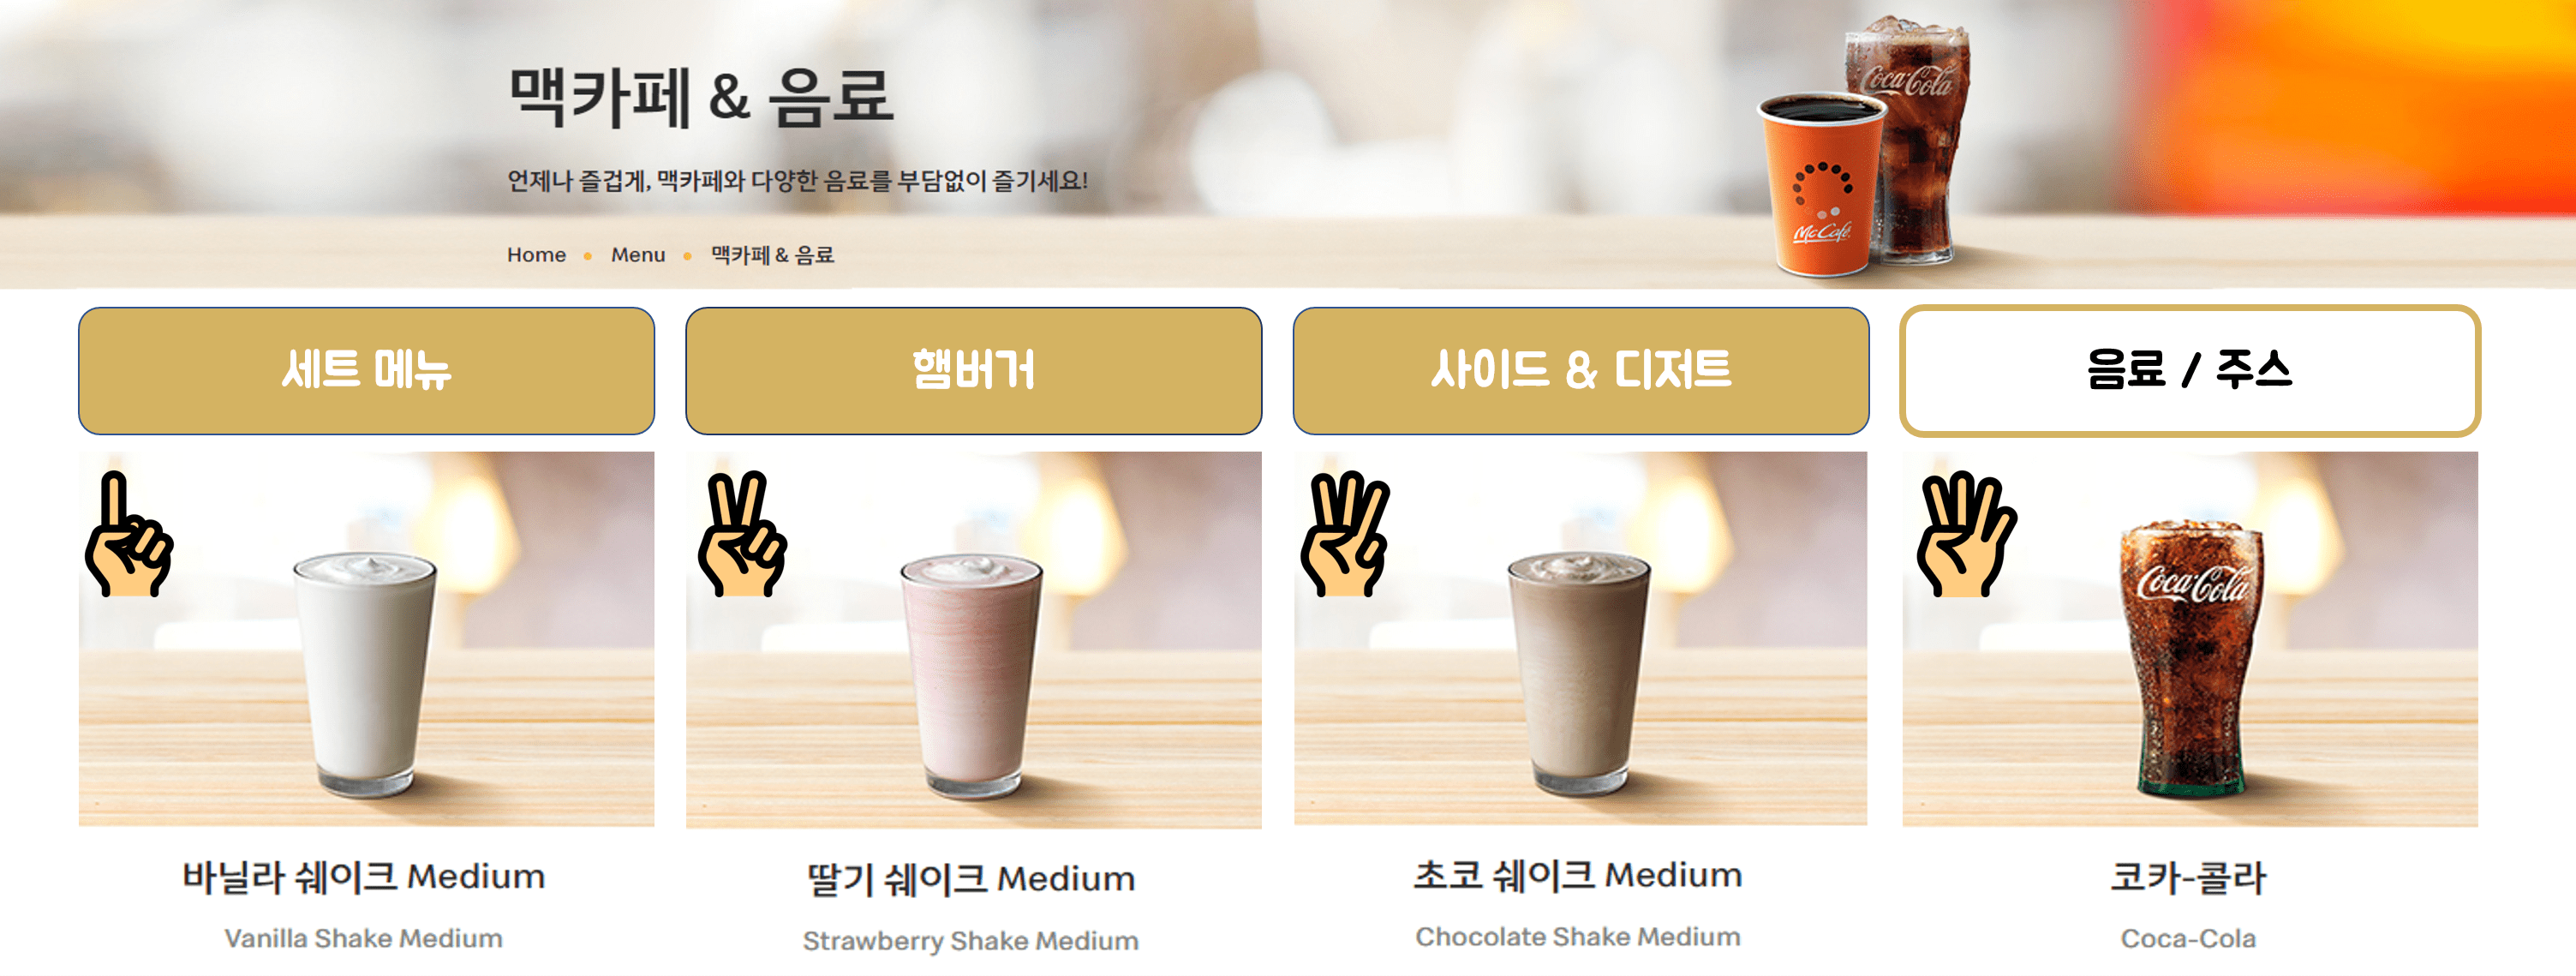 맥카페 & 음료
Coca-Cola
언제나 즐겁게, 맥카페와 다양한 음료를 부담없이 즐기세요!
McCafé
Home • Menu • 맥카페 & 음료
세트 메뉴
햄버거
사이드 & 디저트
음료 / 주스
Coca-Cola
바닐라 쉐이크 Medium
Vanilla Shake Medium
딸기 쉐이크 Medium
Strawberry Shake Medium
초코 쉐이크 Medium
Chocolate Shake Medium
코카-콜라
Coca-Cola